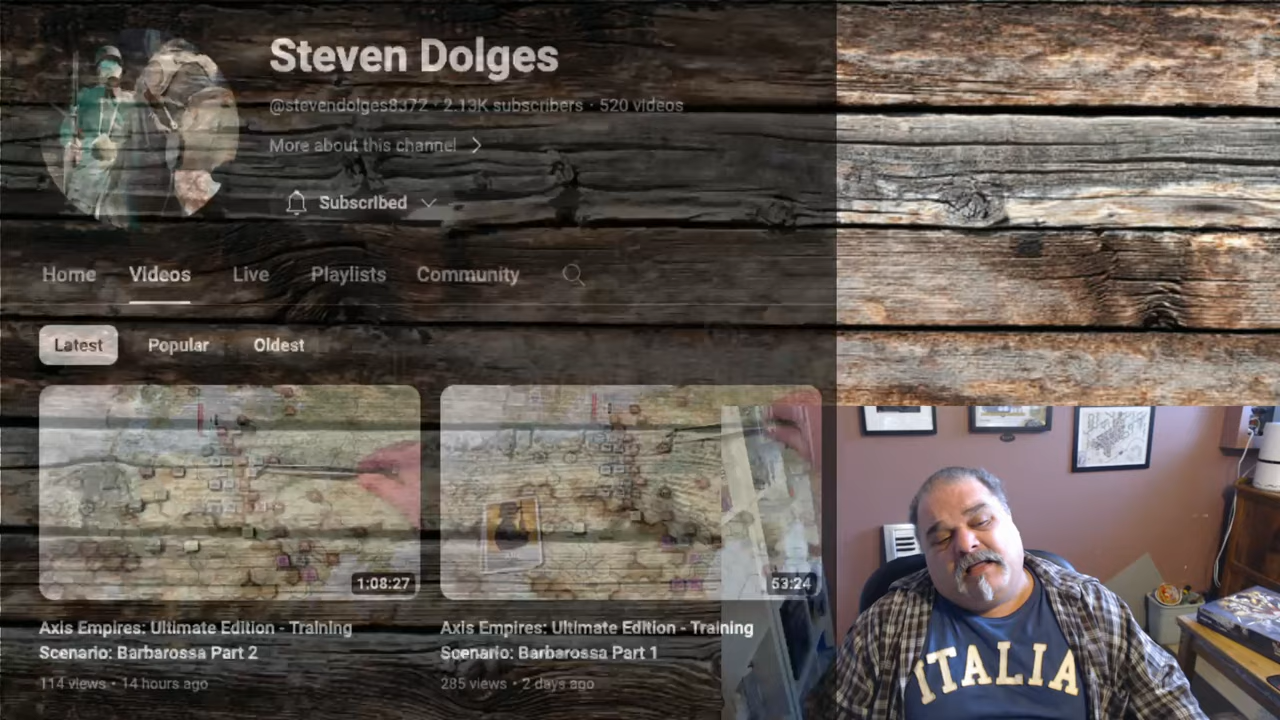 Steven Dolges
@stevendolges8372 · 2.13K subscribers · 520 videos
More about this channel
Subscribed
Home Videos Live Playlists Community
Latest Popular Oldest
1:08:27
53:24
Axis Empires: Ultimate Edition - Training
Scenario: Barbarossa Part 2
114 views • 14 hours ago
Axis Empires: Ultimate Edition - Training
Scenario: Barbarossa Part 1
285 views • 2 days ago
ITALIA